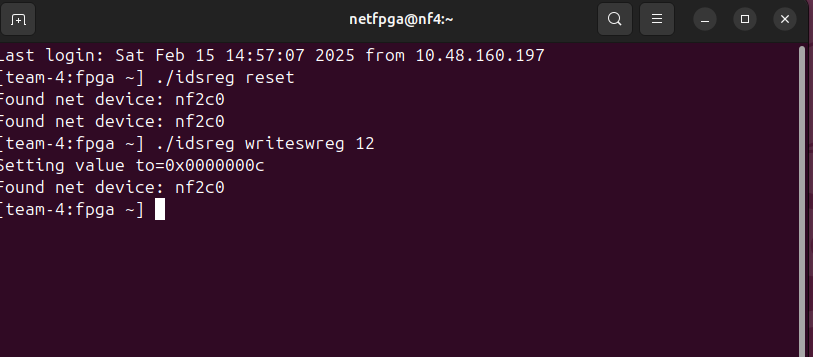 netfpga@nf4:~
Last login: Sat Feb 15 14:57:07 2025 from 10.48.160.197
[team-4:fpga ~] ./idsreg reset
Found net device: nf2c0
Found net device: nf2c0
[team-4:fpga ~] ./idsreg writeswreg 12
Setting value to=0x0000000c
Found net device: nf2c0
[team-4:fpga ~]